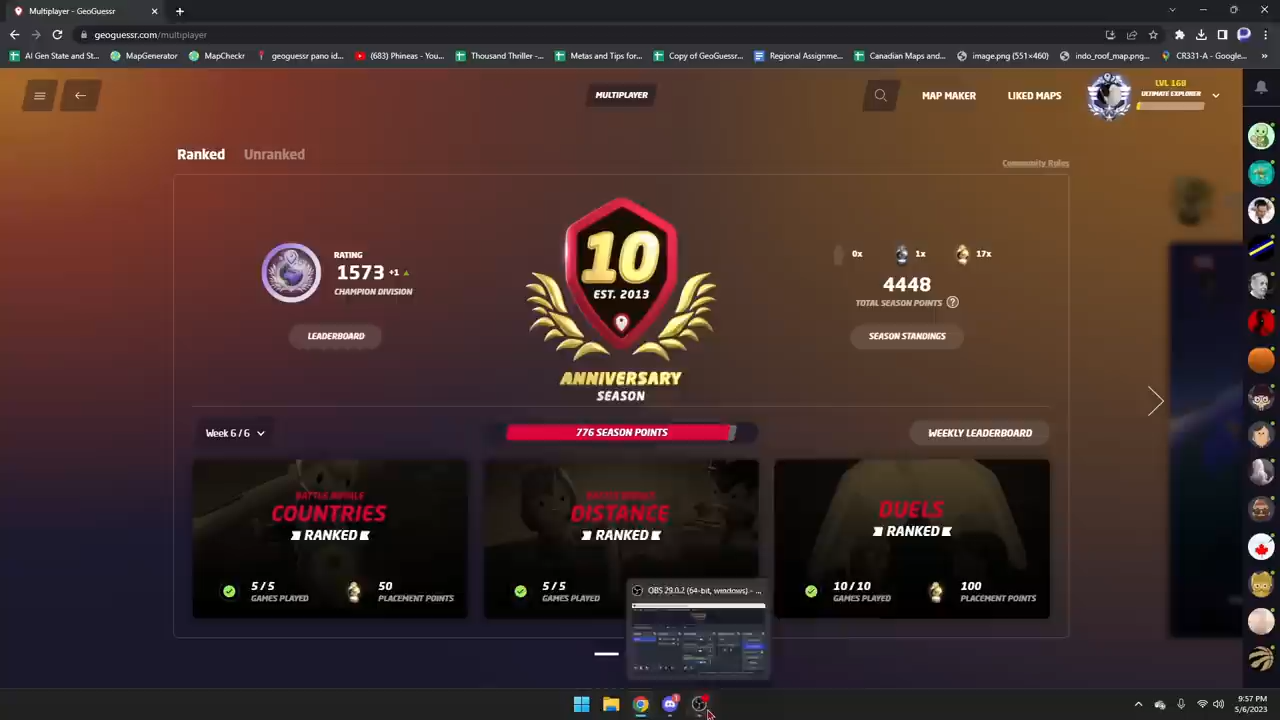 Multiplayer - GeoGuessr
geoguessr.com/multiplayer
AI Gen State and St...
MapGenerator
MapCheckr
geoguessr pano id...
(683) Phineas - Yo...
Thousand Thriller -...
Metas and Tips for...
Copy of GeoGuessr...
Regional Assignme...
Canadian Maps and...
image.png (551×460)
indo_roof_map.png...
CR331-A - Google...
MULTIPLAYER
MAP MAKER
LIKED MAPS
LVL 168
ULTIMATE EXPLORER
Ranked
Unranked
Community Rules
RATING
1573 +1
CHAMPION DIVISION
LEADERBOARD
10
EST. 2013
ANNIVERSARY
SEASON
0x
1x
17x
4448
TOTAL SEASON POINTS ?
SEASON STANDINGS
Week 6 / 6
776 SEASON POINTS
WEEKLY LEADERBOARD
BATTLE ROYALE
COUNTRIES
RANKED
5 / 5
GAMES PLAYED
50
PLACEMENT POINTS
BATTLE ROYALE
DISTANCE
RANKED
5 / 5
GAMES PLAYED
DUELS
RANKED
10 / 10
GAMES PLAYED
100
PLACEMENT POINTS
OBS 29.0.2 (64-bit, windows) - ...
1
9:57 PM
5/6/2023